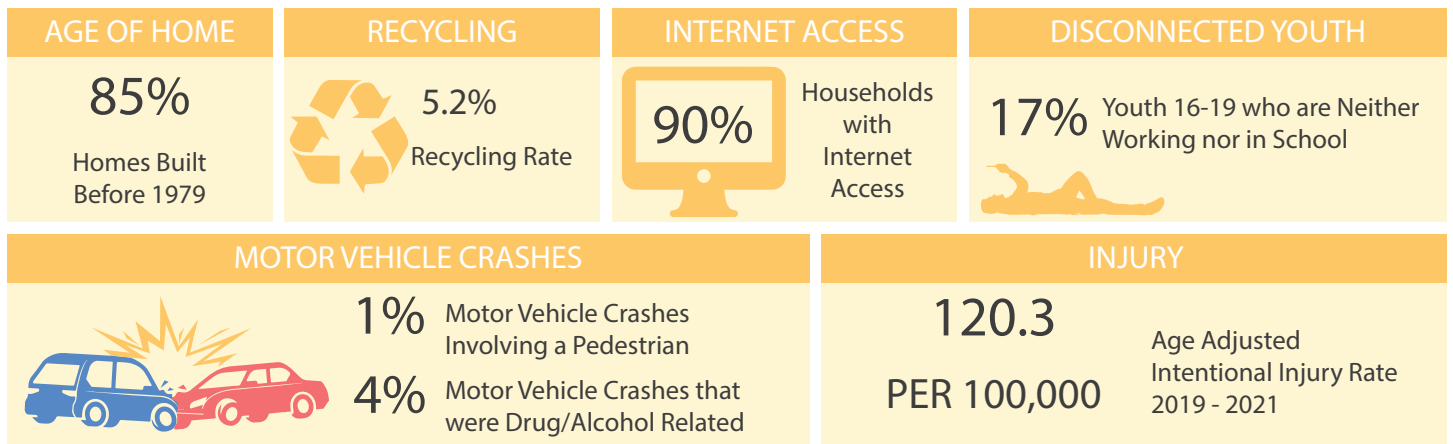 AGE OF HOME
85%
Homes Built
Before 1979
RECYCLING
5.2%
Recycling Rate
INTERNET ACCESS
90%
Households
with
Internet
Access
DISCONNECTED YOUTH
17%
Youth 16-19 who are Neither
Working nor in School
MOTOR VEHICLE CRASHES
1%
Motor Vehicle Crashes
Involving a Pedestrian
4%
Motor Vehicle Crashes that
were Drug/Alcohol Related
INJURY
120.3
PER 100,000
Age Adjusted
Intentional Injury Rate
2019 - 2021